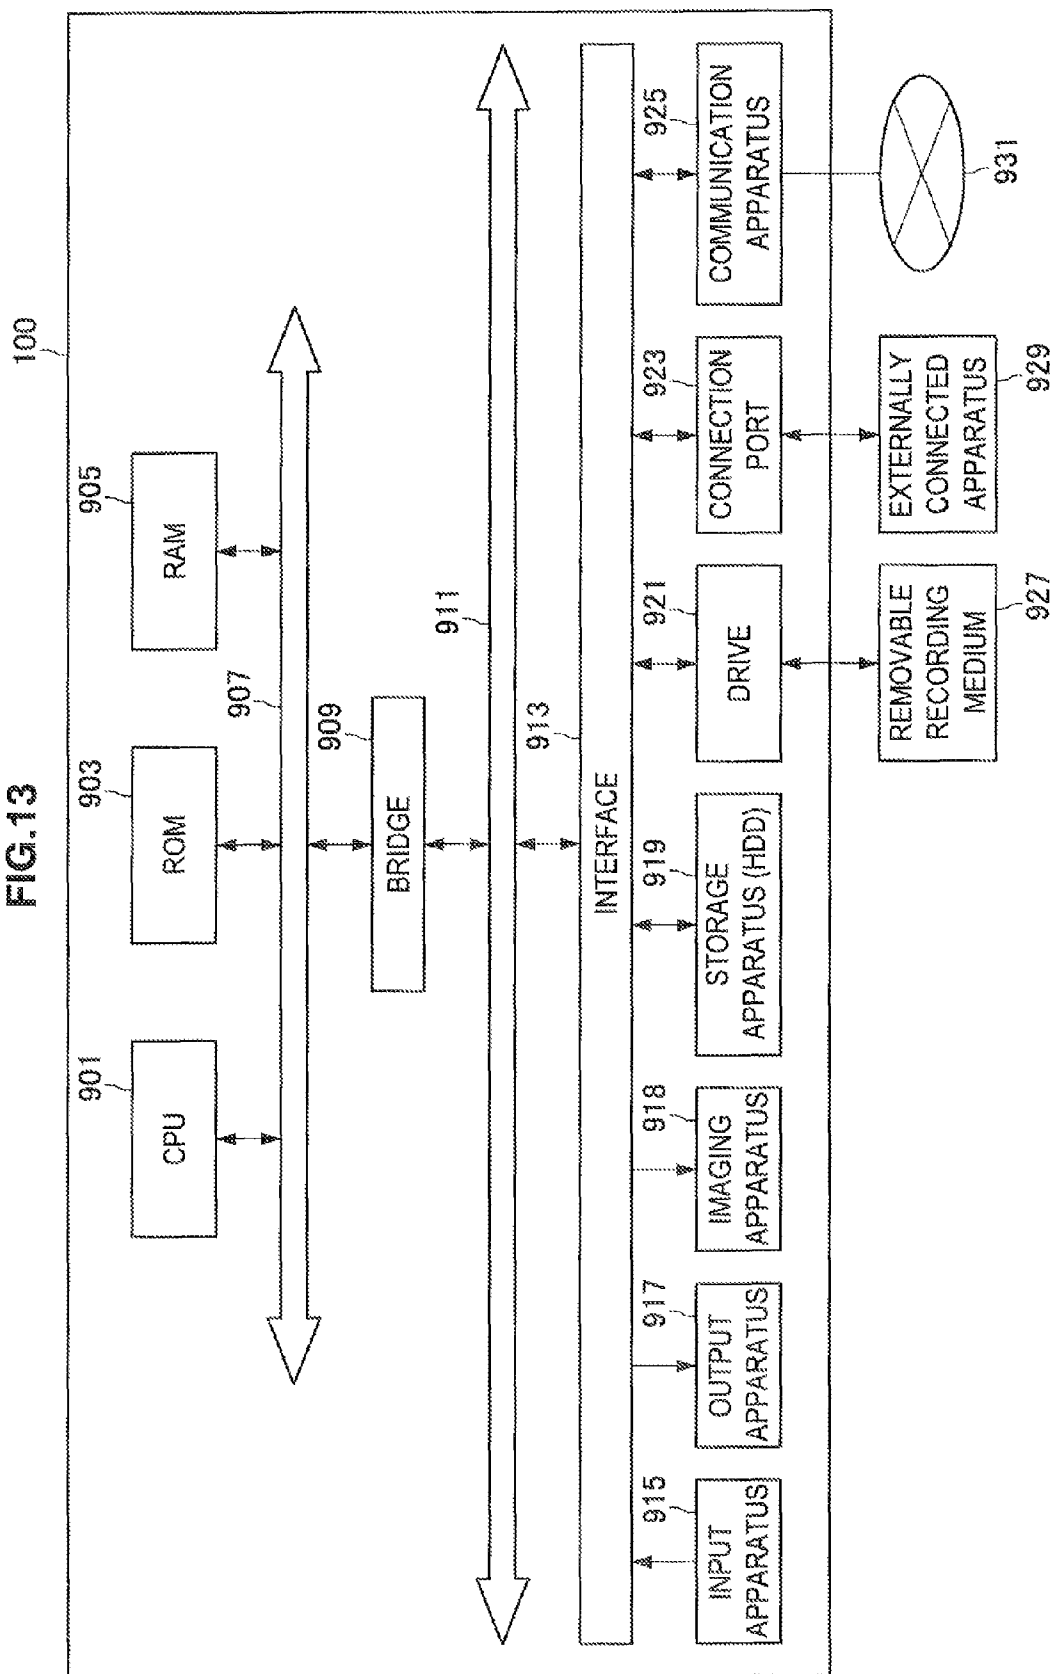 FIG.13
100
901
CPU
903
ROM
905
RAM
907
909
BRIDGE
911
913
INTERFACE
915
INPUT
APPARATUS
917
OUTPUT
APPARATUS
918
IMAGING
APPARATUS
919
STORAGE
APPARATUS (HDD)
921
DRIVE
923
CONNECTION
PORT
925
COMMUNICATION
APPARATUS
REMOVABLE
RECORDING
MEDIUM
927
EXTERNALLY
CONNECTED
APPARATUS
929
931